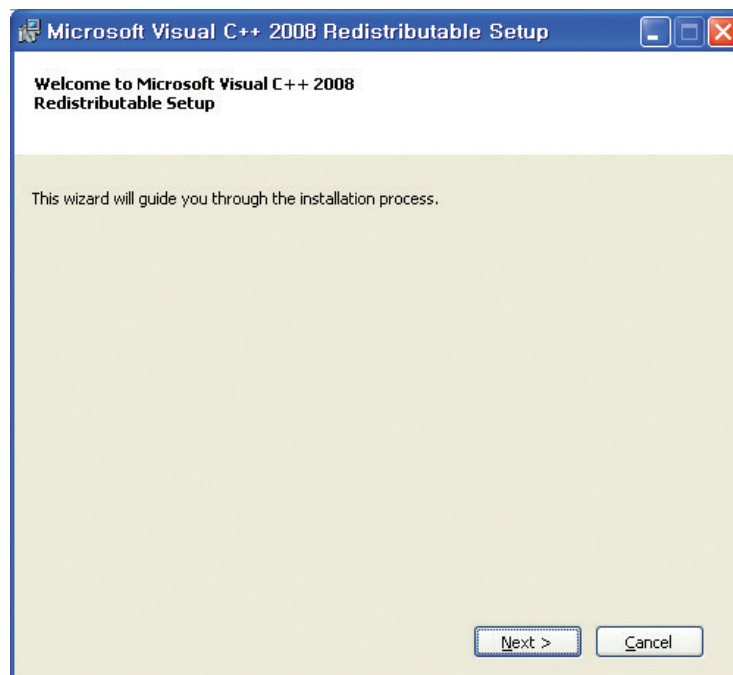 Microsoft Visual C++ 2008 Redistributable Setup
Welcome to Microsoft Visual C++ 2008
Redistributable Setup
This wizard will guide you through the installation process.
Next >
Cancel